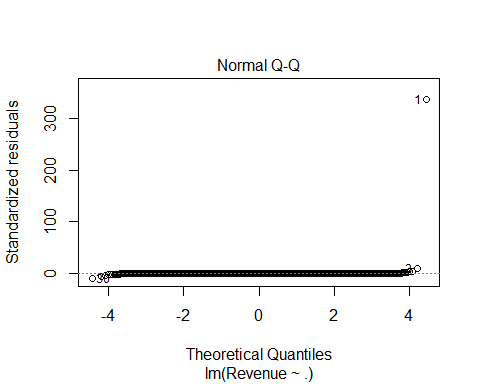 Normal Q-Q
Standardized residuals
300
200
100
0
1
-4
-2
0
2
4
Theoretical Quantiles
lm(Revenue ~ .)